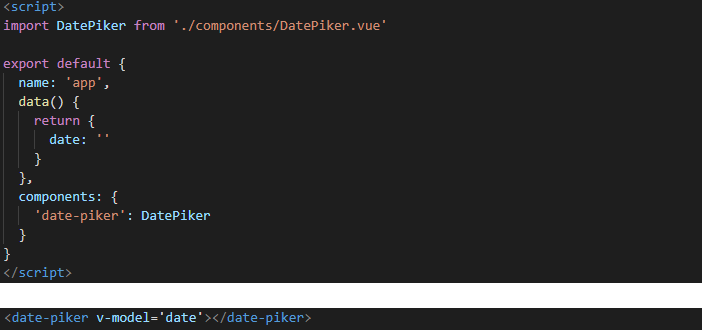 <script>
import DatePiker from './components/DatePiker.vue'
export default {
name: 'app',
data() {
return {
date: ''
}
},
components: {
'date-piker': DatePiker
}
}
</script>
<date-piker v-model='date'></date-piker>